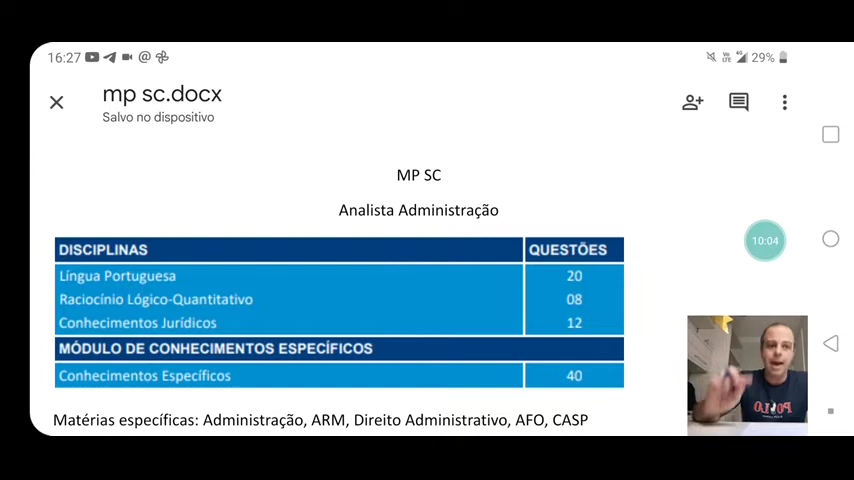 16:27 29%
mp sc.docx
Salvo no dispositivo
MP SC
Analista Administração
10:04
DISCIPLINAS QUESTÕES
Língua Portuguesa 20
Raciocínio Lógico-Quantitativo 08
Conhecimentos Jurídicos 12
MÓDULO DE CONHECIMENTOS ESPECÍFICOS
Conhecimentos Específicos 40
Matérias específicas: Administração, ARM, Direito Administrativo, AFO, CASP